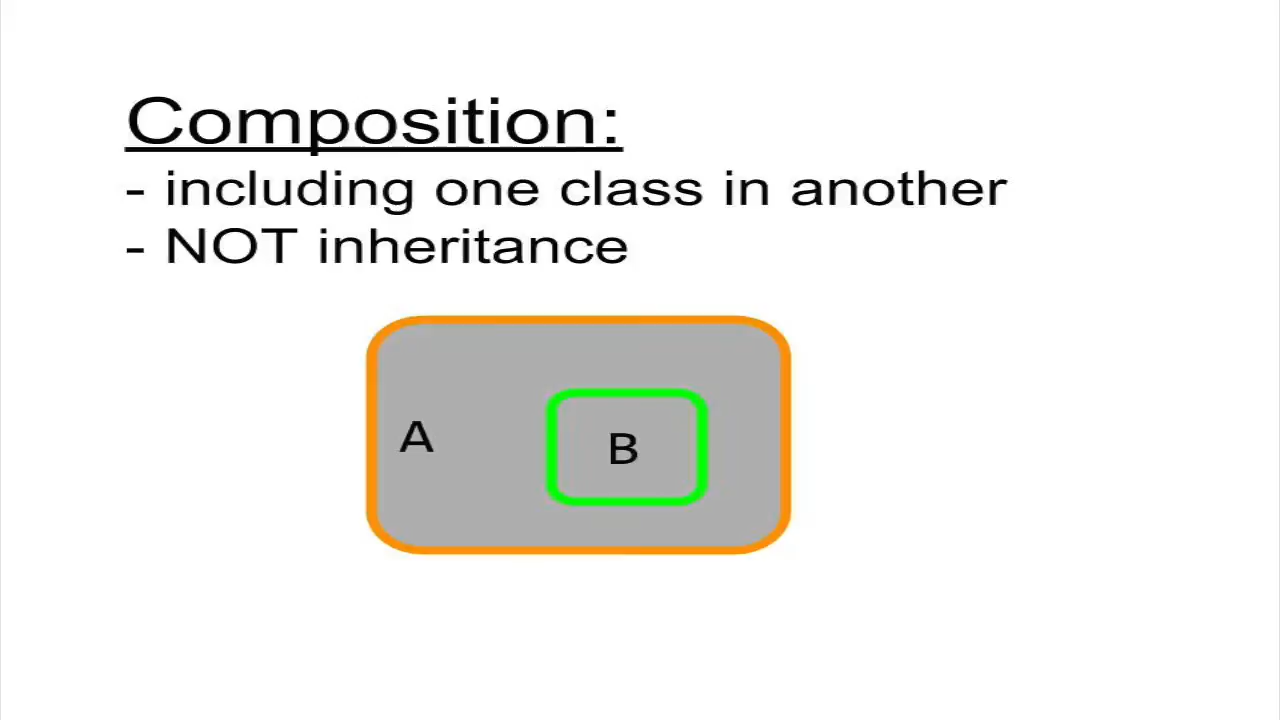 Composition:
- including one class in another
- NOT inheritance
A
B